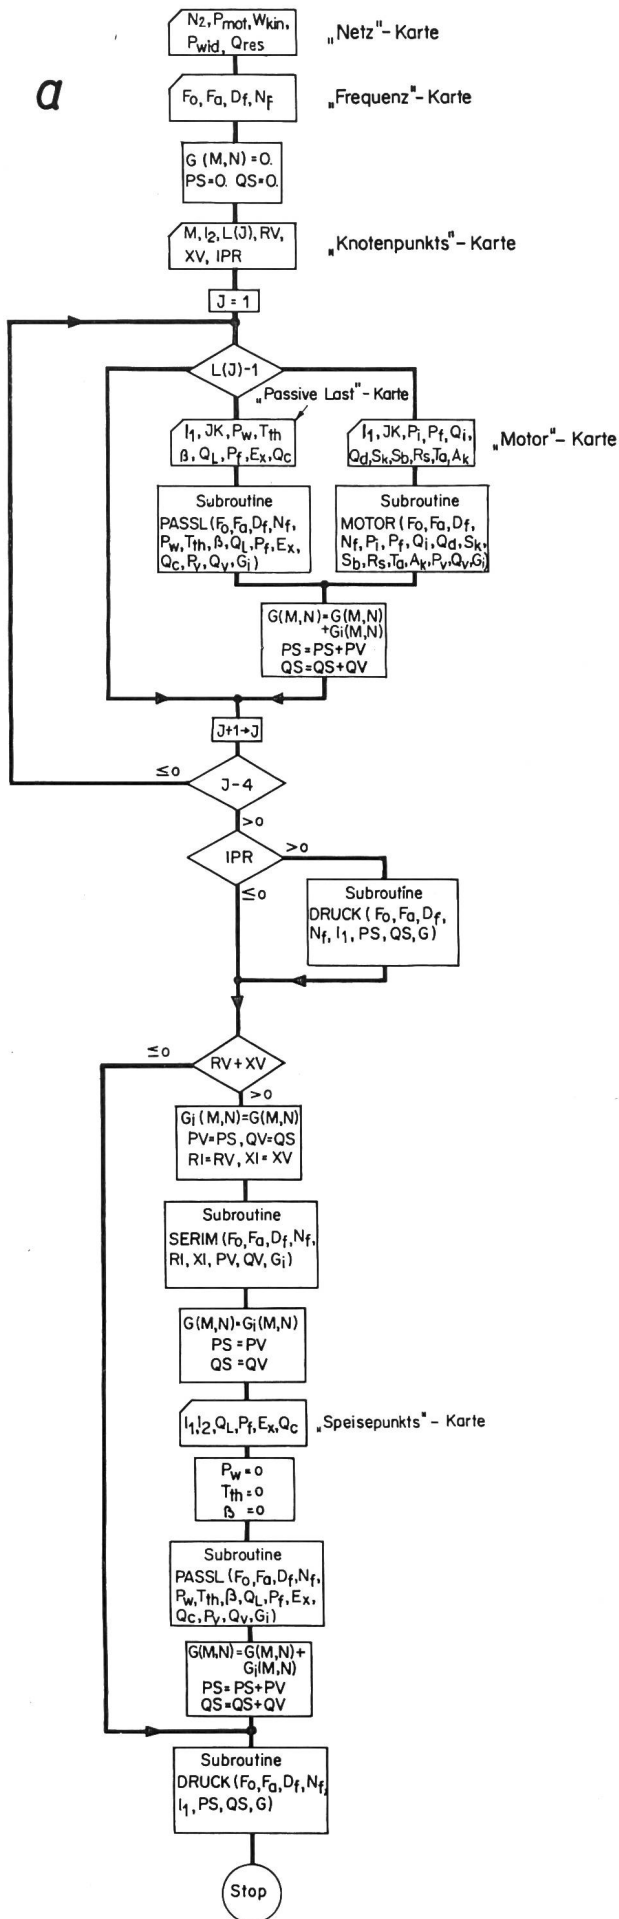 N2, Pmot, Wkin,
Pwid, Qres
„Netz"-Karte
a
Fo, Fa, Df, NF
„Frequenz"-Karte
G (M,N)=0.
PS=0. QS=0.
M, I2, L(J), RV,
XV, IPR
„Knotenpunkts"-Karte
J = 1
L(J)-1
„Passive Last"-Karte
I1, JK, Pw, Tth
β, QL, Pf, Ex, Qc
I1, JK, Pi, Pf, Qi,
Qd, Sk, Sb, Rs, Ta, Ak
„Motor"-Karte
Subroutine
PASSL (Fo, Fa, Df, Nf,
Pw, Tth, β, QL, Pf, Ex,
Qc, Pv, Qv, Gi)
Subroutine
MOTOR (Fo, Fa, Df,
Nf, Pi, Pf, Qi, Qd, Sk,
Sb, Rs, Ta, Ak, Pv, Qv, Gi)
G(M,N)=G(M,N)
+Gi(M,N)
PS=PS+PV
QS=QS+QV
J+1→J
≤0
J-4
>0
IPR
>0
≤0
Subroutine
DRUCK (Fo, Fa, Df,
Nf, I1, PS, QS, G)
≤0
RV+XV
>0
Gi (M,N)=G(M,N)
PV=PS, QV=QS
RI=RV, XI=XV
Subroutine
SERIM (Fo, Fa, Df, Nf,
RI, XI, PV, QV, Gi)
G(M,N)=Gi(M,N)
PS = PV
QS = QV
I1, I2, QL, Pf, Ex, Qc
„Speisepunkts"-Karte
Pw = 0
Tth = 0
β = 0
Subroutine
PASSL (Fo, Fa, Df, Nf,
Pw, Tth, β, QL, Pf, Ex,
Qc, Pv, Qv, Gi)
G(M,N)=G(M,N)+
Gi(M,N)
PS=PS+PV
QS=QS+QV
Subroutine
DRUCK (Fo, Fa, Df, Nf,
I1, PS, QS, G)
Stop